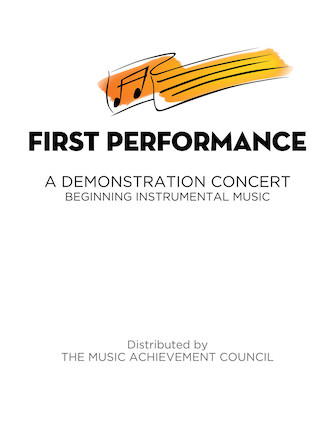 FIRST PERFORMANCE
A DEMONSTRATION CONCERT
BEGINNING INSTRUMENTAL MUSIC
Distributed by
THE MUSIC ACHIEVEMENT COUNCIL